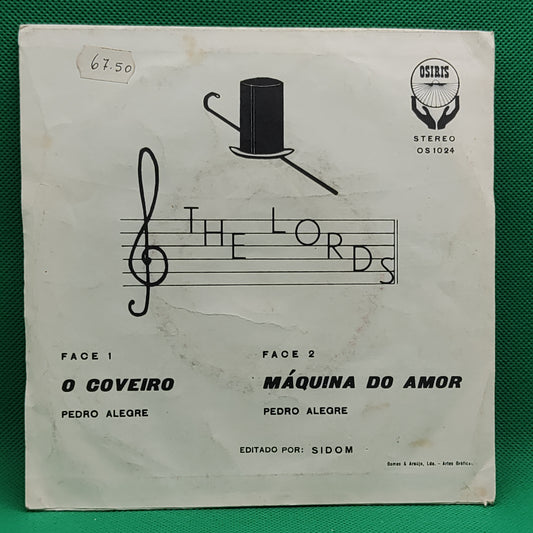 67.50
OSIRIS
STEREO
OS 1024
THE LORDS
FACE 1
O COVEIRO
PEDRO ALEGRE
FACE 2
MÁQUINA DO AMOR
PEDRO ALEGRE
EDITADO POR: SIDOM
Gomes & Araújo, Lda. - Artes Gráficas